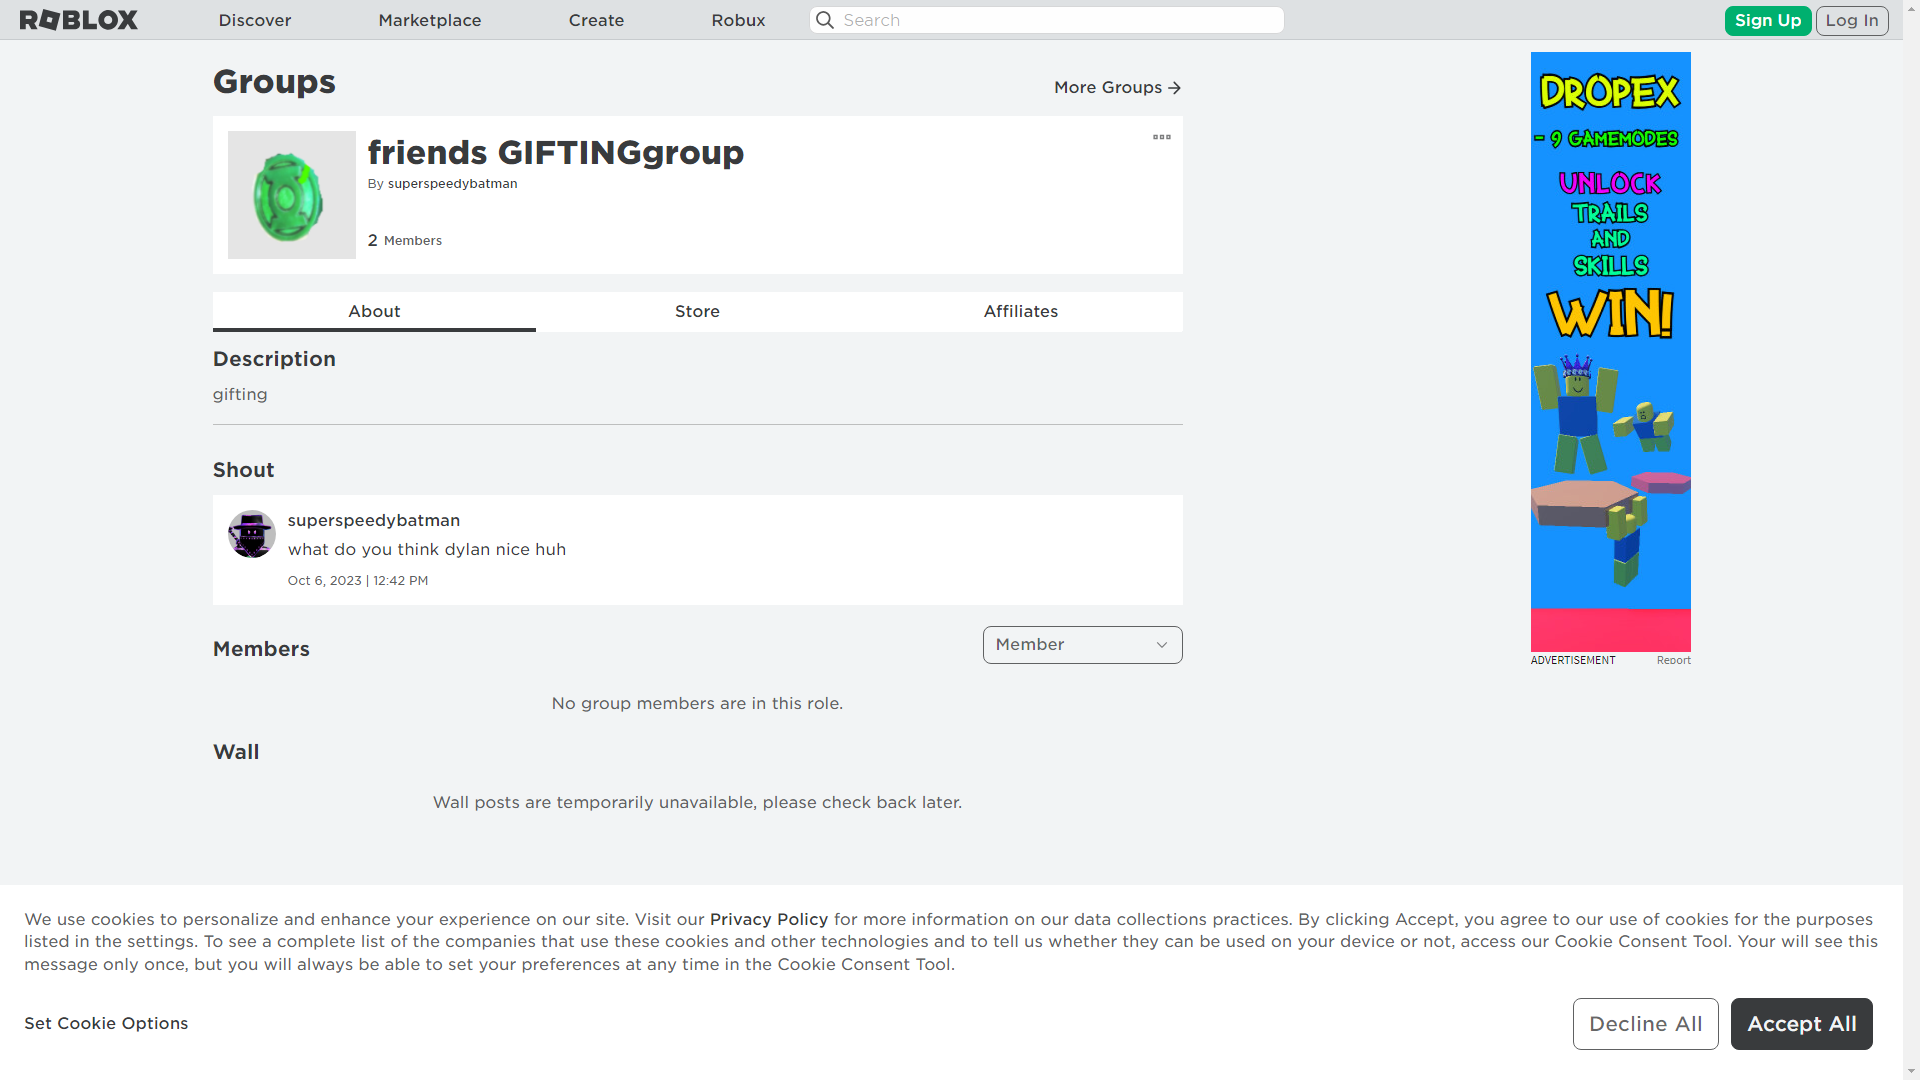 ROBLOX
Discover
Marketplace
Create
Robux
Search
Sign Up
Log In
Groups
More Groups
friends GIFTINGgroup
By superspeedybatman
2 Members
About
Store
Affiliates
Description
gifting
Shout
superspeedybatman
what do you think dylan nice huh
Oct 6, 2023 | 12:42 PM
Members
Member
No group members are in this role.
Wall
Wall posts are temporarily unavailable, please check back later.
DROPEX
- 9 GAMEMODES
UNLOCK
TRAILS
AND
SKILLS
WIN!
ADVERTISEMENT
Report
We use cookies to personalize and enhance your experience on our site. Visit our Privacy Policy for more information on our data collections practices. By clicking Accept, you agree to our use of cookies for the purposes
listed in the settings. To see a complete list of the companies that use these cookies and other technologies and to tell us whether they can be used on your device or not, access our Cookie Consent Tool. Your will see this
message only once, but you will always be able to set your preferences at any time in the Cookie Consent Tool.
Set Cookie Options
Decline All
Accept All